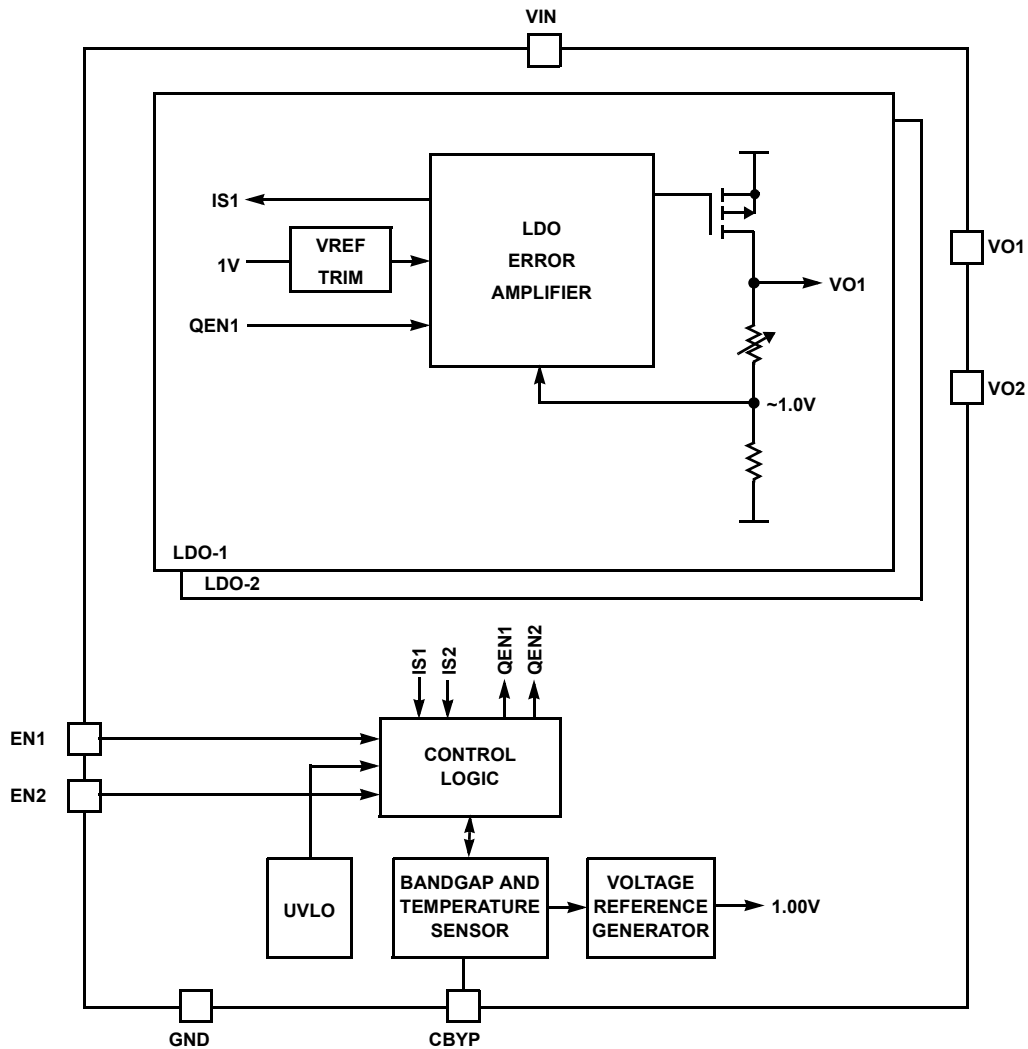 VIN
IS1
1V
VREF
TRIM
QEN1
LDO
ERROR
AMPLIFIER
VO1
~1.0V
VO1
VO2
LDO-1
LDO-2
IS1
IS2
QEN1
QEN2
EN1
EN2
CONTROL
LOGIC
UVLO
BANDGAP AND
TEMPERATURE
SENSOR
VOLTAGE
REFERENCE
GENERATOR
1.00V
GND
CBYP